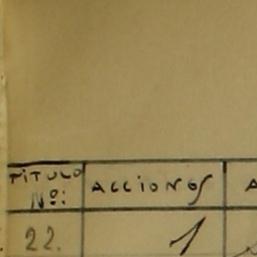 TITULO Nº: ACCIONES A
22. 1